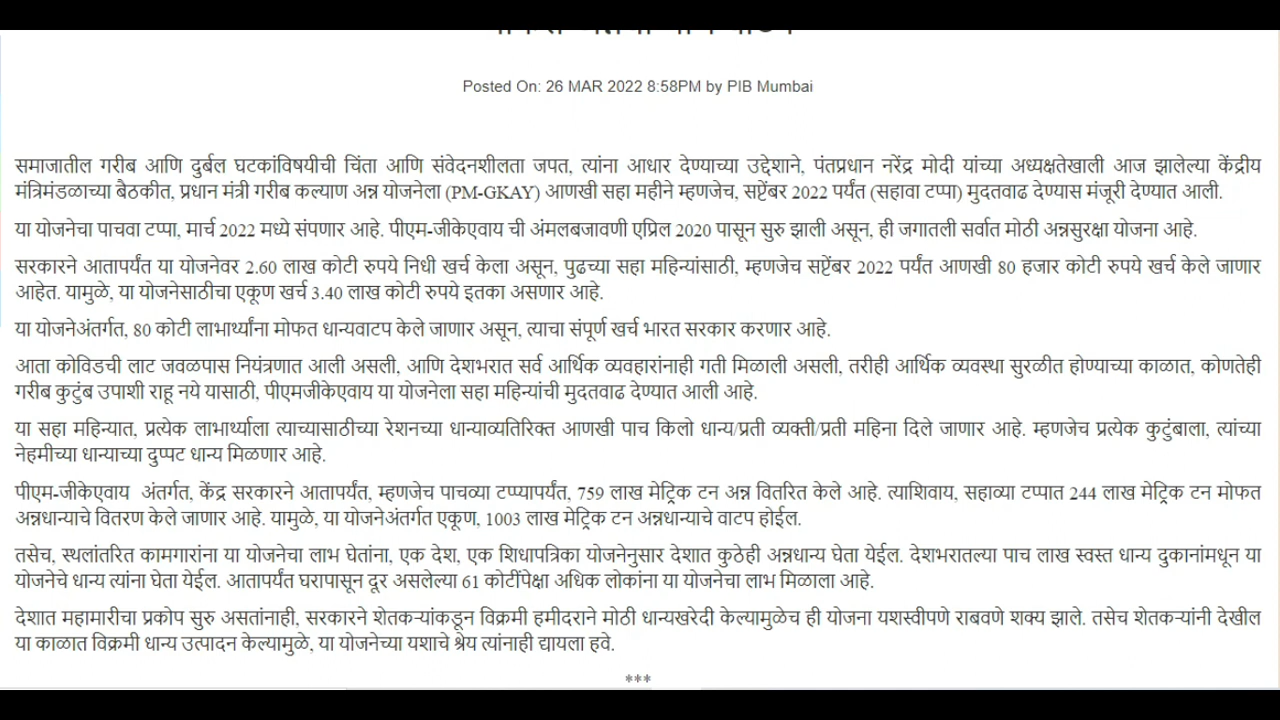 Posted On: 26 MAR 2022 8:58PM by PIB Mumbai
समाजातील गरीब आणि दुर्बल घटकांविषयीची चिंता आणि संवेदनशीलता जपत, त्यांना आधार देण्याच्या उद्देशाने, पंतप्रधान नरेंद्र मोदी यांच्या अध्यक्षतेखाली आज झालेल्या केंद्रीय
मंत्रिमंडळाच्या बैठकीत, प्रधान मंत्री गरीब कल्याण अन्न योजनेला (PM-GKAY) आणखी सहा महीने म्हणजेच, सप्टेंबर 2022 पर्यंत (सहावा टप्पा) मुदतवाढ देण्यास मंजूरी देण्यात आली.
या योजनेचा पाचवा टप्पा, मार्च 2022 मध्ये संपणार आहे. पीएम-जीकेएवाय ची अंमलबजावणी एप्रिल 2020 पासून सुरु झाली असून, ही जगातली सर्वात मोठी अन्नसुरक्षा योजना आहे.
सरकारने आतापर्यंत या योजनेवर 2.60 लाख कोटी रुपये निधी खर्च केला असून, पुढच्या सहा महिन्यांसाठी, म्हणजेच सप्टेंबर 2022 पर्यंत आणखी 80 हजार कोटी रुपये खर्च केले जाणार
आहेत. यामुळे, या योजनेसाठीचा एकूण खर्च 3.40 लाख कोटी रुपये इतका असणार आहे.
या योजनेअंतर्गत, 80 कोटी लाभार्थ्यांना मोफत धान्यवाटप केले जाणार असून, त्याचा संपूर्ण खर्च भारत सरकार करणार आहे.
आता कोविडची लाट जवळपास नियंत्रणात आली असली, आणि देशभरात सर्व आर्थिक व्यवहारांनाही गती मिळाली असली, तरीही आर्थिक व्यवस्था सुरळीत होण्याच्या काळात, कोणतेही
गरीब कुटुंब उपाशी राहू नये यासाठी, पीएमजीकेएवाय या योजनेला सहा महिन्यांची मुदतवाढ देण्यात आली आहे.
या सहा महिन्यात, प्रत्येक लाभार्थ्याला त्याच्यासाठीच्या रेशनच्या धान्याव्यतिरिक्त आणखी पाच किलो धान्य/प्रती व्यक्ती/प्रती महिना दिले जाणार आहे. म्हणजेच प्रत्येक कुटुंबाला, त्यांच्या
नेहमीच्या धान्याच्या दुप्पट धान्य मिळणार आहे.
पीएम-जीकेएवाय अंतर्गत, केंद्र सरकारने आतापर्यंत, म्हणजेच पाचव्या टप्प्यापर्यंत, 759 लाख मेट्रिक टन अन्न वितरित केले आहे. त्याशिवाय, सहाव्या टप्पात 244 लाख मेट्रिक टन मोफत
अन्नधान्याचे वितरण केले जाणार आहे. यामुळे, या योजनेअंतर्गत एकूण, 1003 लाख मेट्रिक टन अन्नधान्याचे वाटप होईल.
तसेच, स्थलांतरित कामगारांना या योजनेचा लाभ घेतांना, एक देश, एक शिधापत्रिका योजनेनुसार देशात कुठेही अन्नधान्य घेता येईल. देशभरातल्या पाच लाख स्वस्त धान्य दुकानांमधून या
योजनेचे धान्य त्यांना घेता येईल. आतापर्यंत घरापासून दूर असलेल्या 61 कोटींपेक्षा अधिक लोकांना या योजनेचा लाभ मिळाला आहे.
देशात महामारीचा प्रकोप सुरु असतांनाही, सरकारने शेतकऱ्यांकडून विक्रमी हमीदराने मोठी धान्यखरेदी केल्यामुळेच ही योजना यशस्वीपणे राबवणे शक्य झाले. तसेच शेतकऱ्यांनी देखील
या काळात विक्रमी धान्य उत्पादन केल्यामुळे, या योजनेच्या यशाचे श्रेय त्यांनाही द्यायला हवे.
***